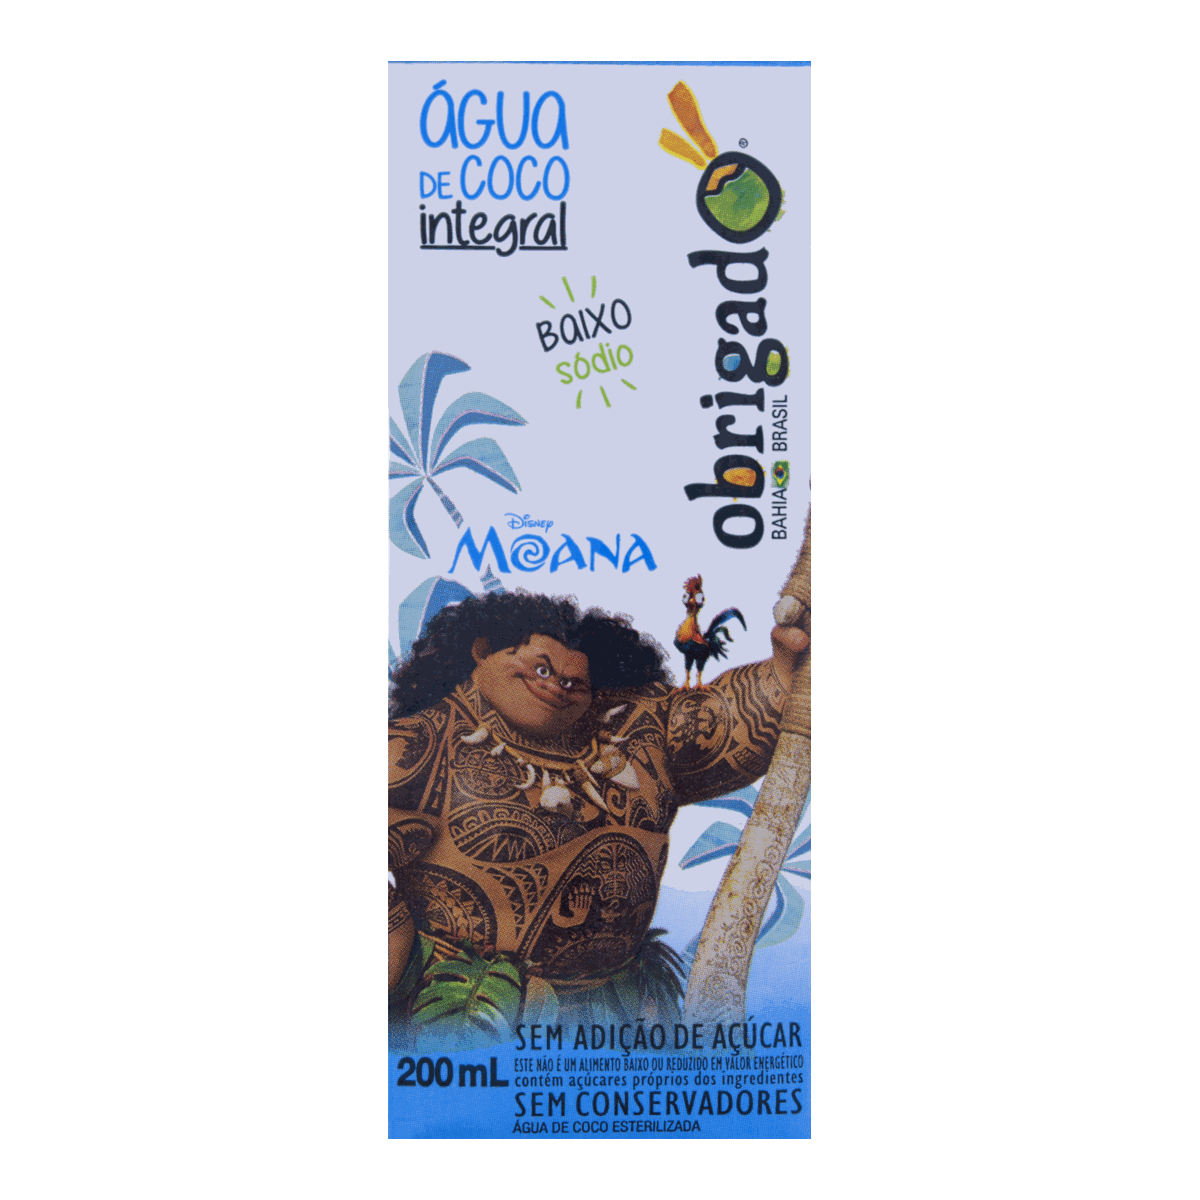 ÁGUA
DE COCO
integral
obrigado®
BAHIA BRASIL
BAIXO
SÓDIO
Disney
MOANA
200 mL
SEM ADIÇÃO DE AÇÚCAR
ESTE NÃO É UM ALIMENTO BAIXO OU REDUZIDO EM VALOR ENERGÉTICO
contém açúcares próprios dos ingredientes
SEM CONSERVADORES
ÁGUA DE COCO ESTERILIZADA